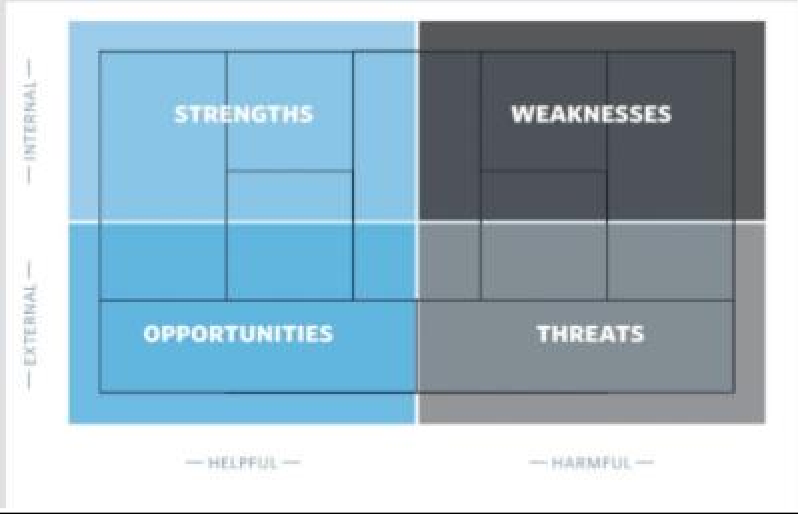 — INTERNAL —
STRENGTHS
WEAKNESSES
— EXTERNAL —
OPPORTUNITIES
THREATS
— HELPFUL —
— HARMFUL —